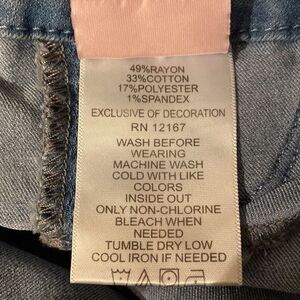 49%RAYON
33%COTTON
17%POLYESTER
1%SPANDEX
EXCLUSIVE OF DECORATION
RN 12167
WASH BEFORE
WEARING
MACHINE WASH
COLD WITH LIKE
COLORS
INSIDE OUT
ONLY NON-CHLORINE
BLEACH WHEN
NEEDED
TUMBLE DRY LOW
COOL IRON IF NEEDED